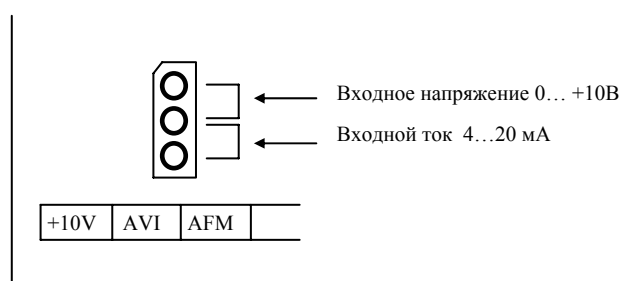 Входное напряжение 0… +10В
Входной ток 4…20 мА
+10V AVI AFM